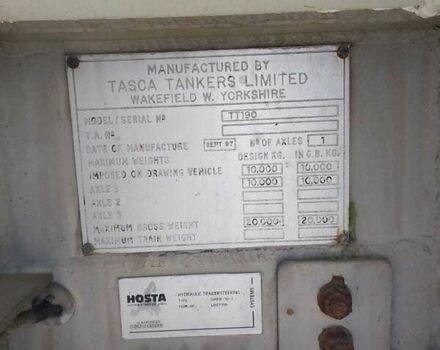 MANUFACTURED BY
TASCA TANKERS LIMITED
WAKEFIELD W. YORKSHIRE
MODEL/SERIAL Nº TT190
T.A. Nº
DATE OF MANUFACTURE SEPT 97 Nº OF AXLES 1
MAXIMUM WEIGHTS DESIGN KG. IN G.B. KG.
IMPOSED ON DRAWING VEHICLE 10,000 10,000
AXLE 1 10,000 10,000
AXLE 2
AXLE 3
MAXIMUM GROSS WEIGHT 20,000 20,000
MAXIMUM TRAIN WEIGHT
HOSTA
HYDRAULIC TRAILERSTEERING
SYSTEMS